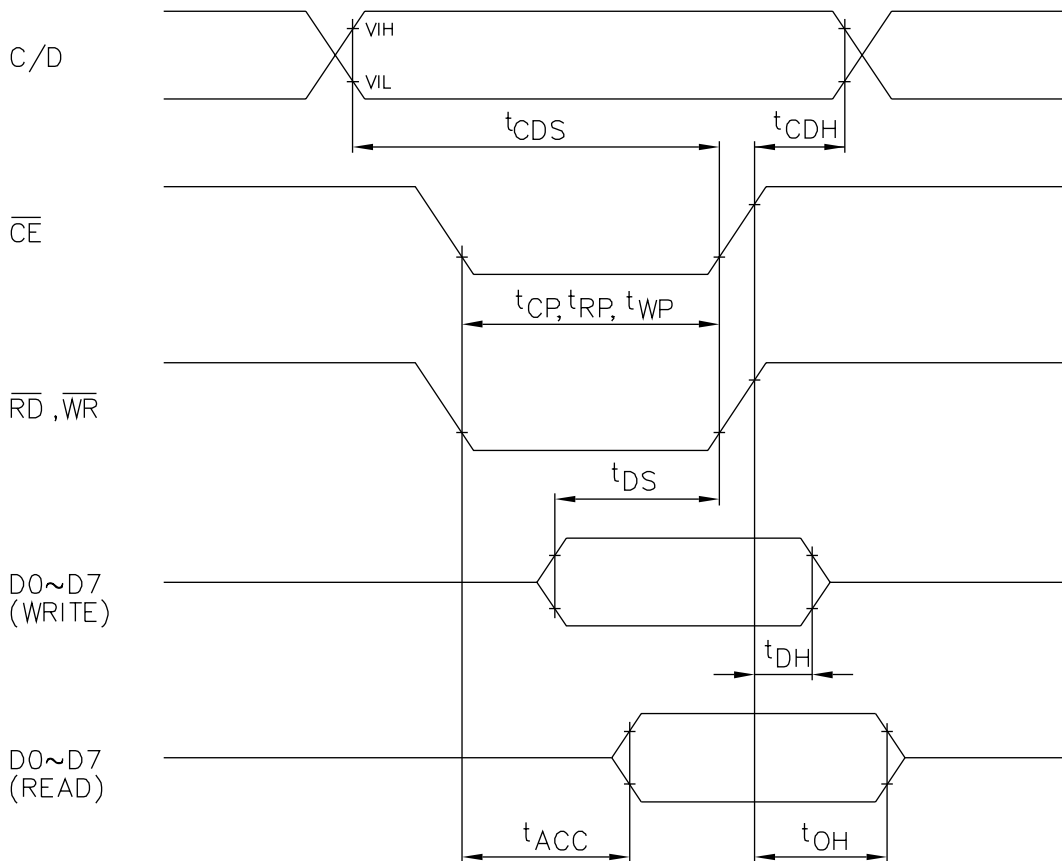 C/D
VIH
VIL
tCDS
tCDH
CE
tCP, tRP, tWP
RD , WR
tDS
D0~D7
(WRITE)
tDH
D0~D7
(READ)
tACC
tOH